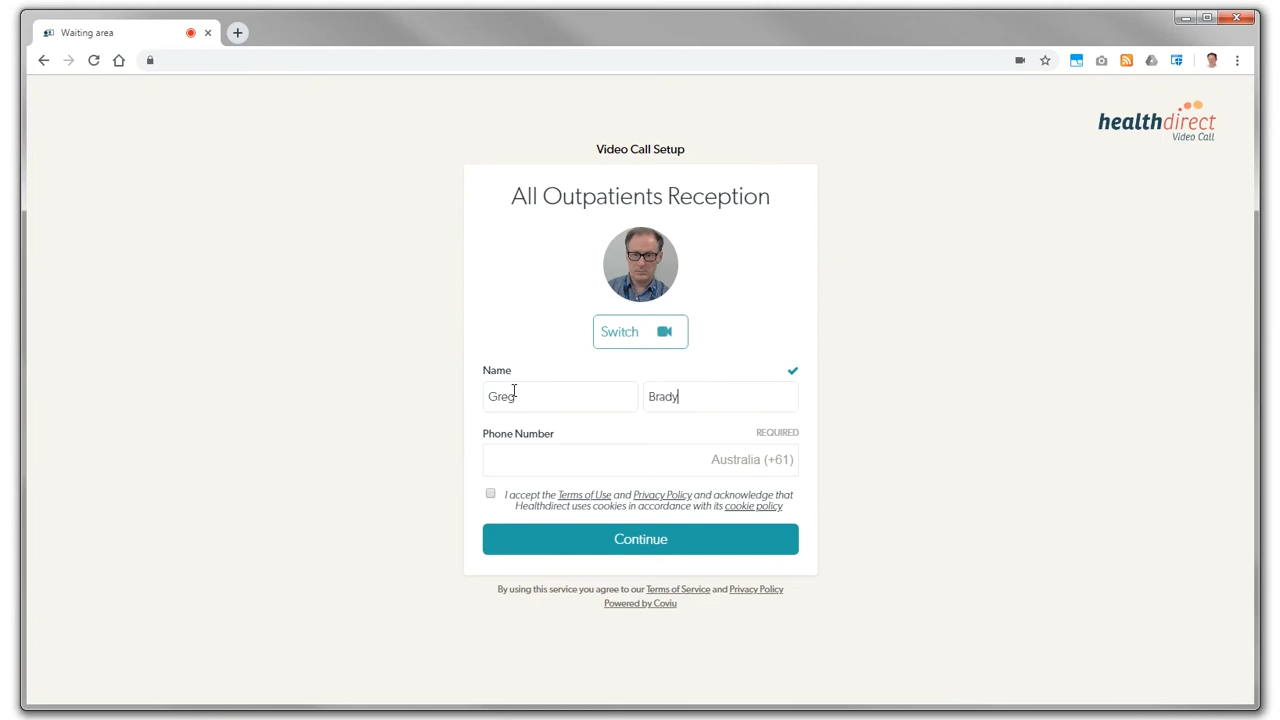 Waiting area
healthdirect
Video Call
Video Call Setup
All Outpatients Reception
Switch
Name
Greg Brady
Phone Number REQUIRED
Australia (+61)
I accept the Terms of Use and Privacy Policy and acknowledge that
Healthdirect uses cookies in accordance with its cookie policy
Continue
By using this service you agree to our Terms of Service and Privacy Policy
Powered by Coviu